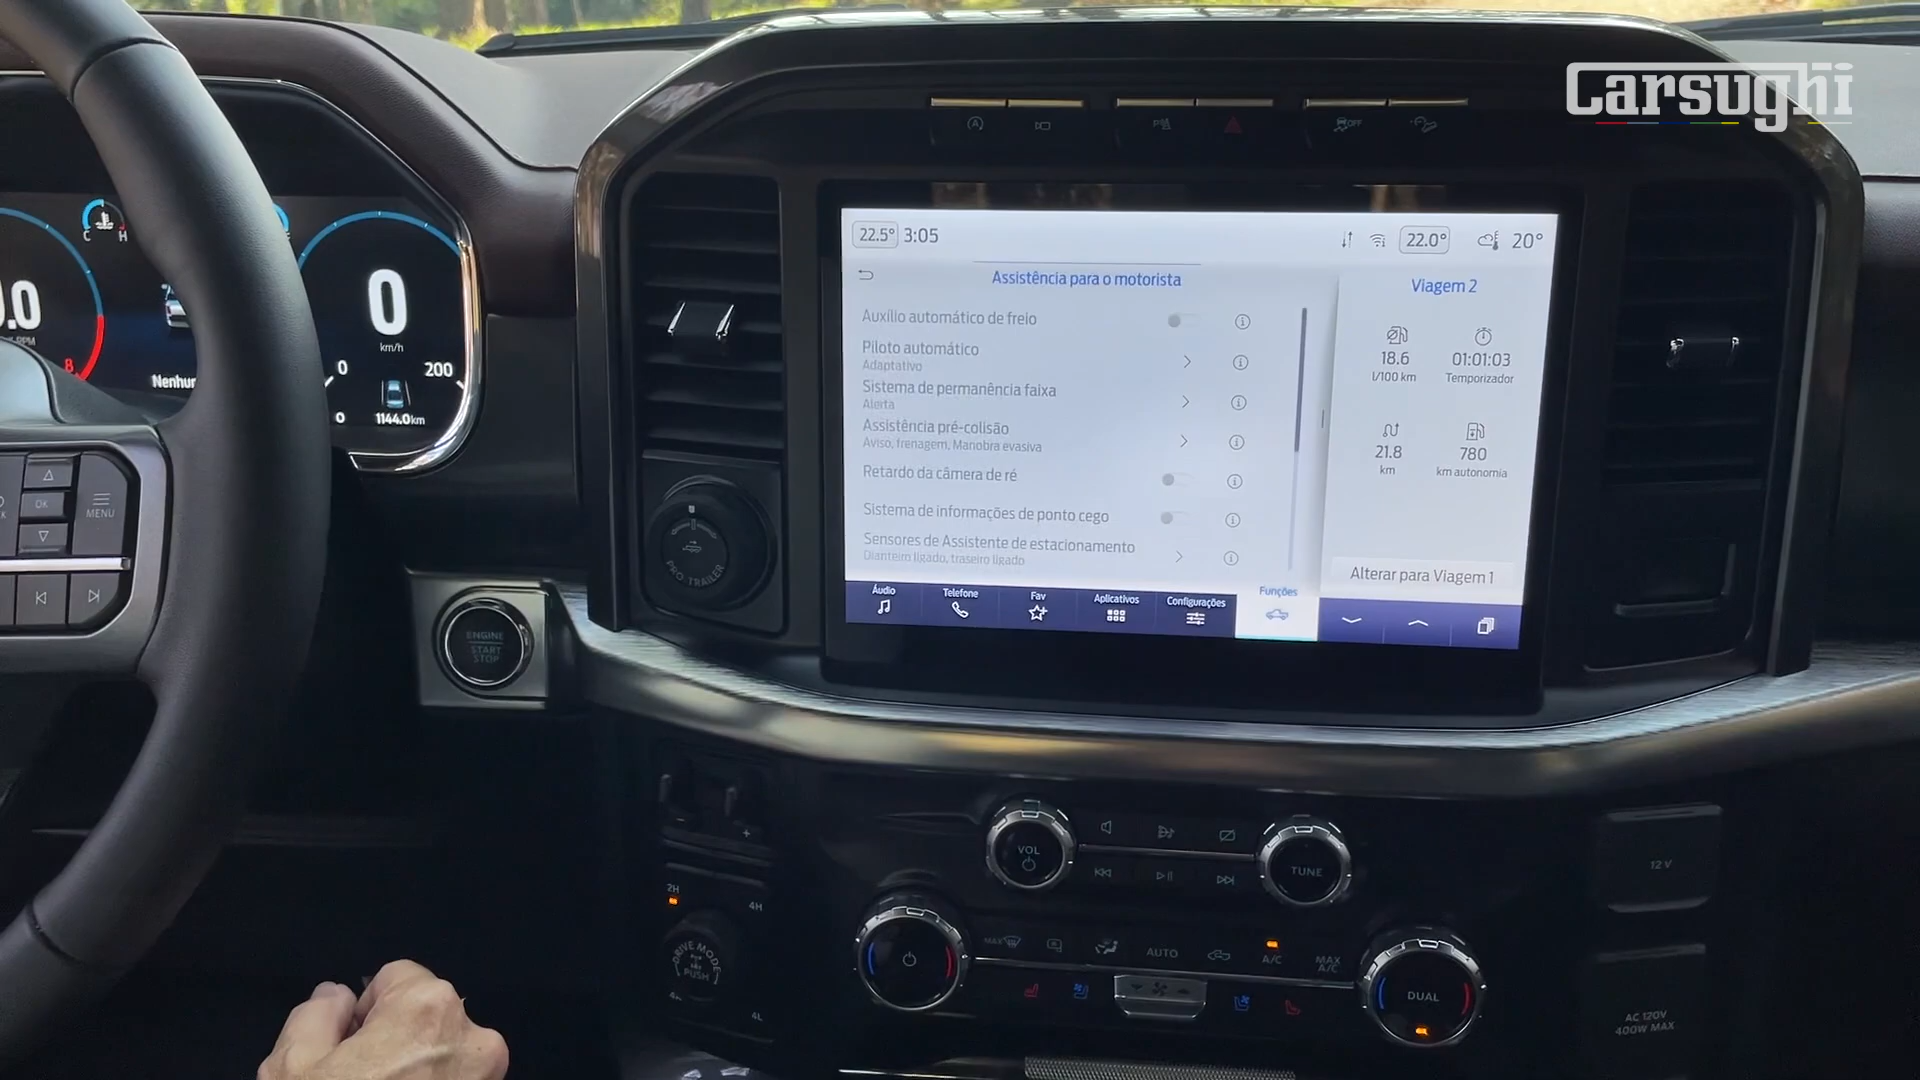 Carsughi
OFF
22.5° 3:05
22.0° 20°
Assistência para o motorista
Auxílio automático de freio
Piloto automático
Adaptativo
Sistema de permanência faixa
Alerta
Assistência pré-colisão
Aviso, frenagem, Manobra evasiva
Retardo da câmera de ré
Sistema de informações de ponto cego
Sensores de Assistente de estacionamento
Dianteiro ligado, traseiro ligado
Viagem 2
18.6
l/100 km
01:01:03
Temporizador
21.8
km
780
km autonomia
Alterar para Viagem 1
Áudio
Telefone
Fav
Aplicativos
Configurações
Funções
C H
.0
8
Nenhum
0
km/h
0 200
0
1144.0km
OK
MENU
PRO TRAILER
ENGINE
START
STOP
VOL
TUNE
12 V
2H
4H
DRIVE MODE
PUSH
4L
MAX
AUTO
A/C
MAX
A/C
DUAL
AC 120V
400W MAX